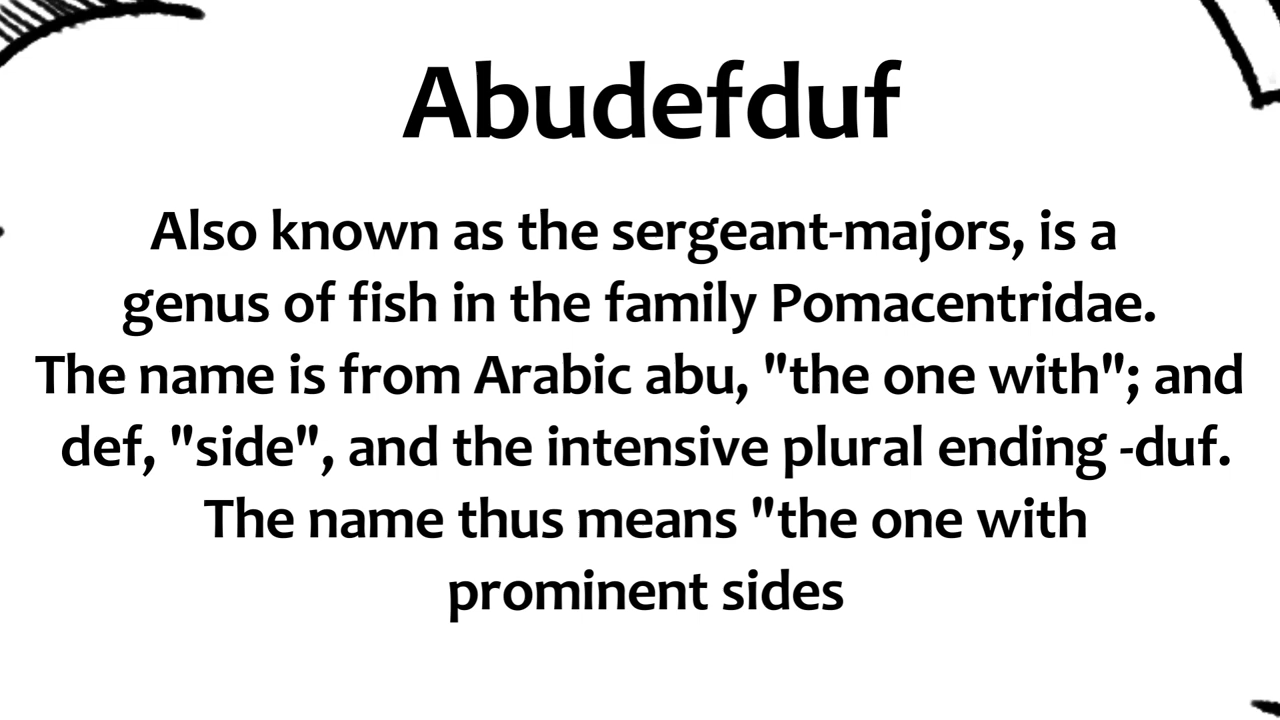 Abudefduf
Also known as the sergeant-majors, is a
genus of fish in the family Pomacentridae.
The name is from Arabic abu, "the one with"; and
def, "side", and the intensive plural ending -duf.
The name thus means "the one with
prominent sides